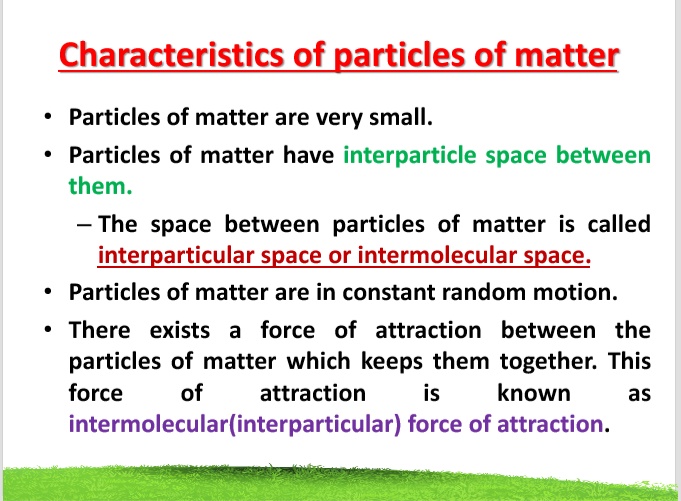 Characteristics of particles of matter
• Particles of matter are very small.
• Particles of matter have interparticle space between
them.
– The space between particles of matter is called
interparticular space or intermolecular space.
• Particles of matter are in constant random motion.
• There exists a force of attraction between the
particles of matter which keeps them together. This
force of attraction is known as
intermolecular(interparticular) force of attraction.